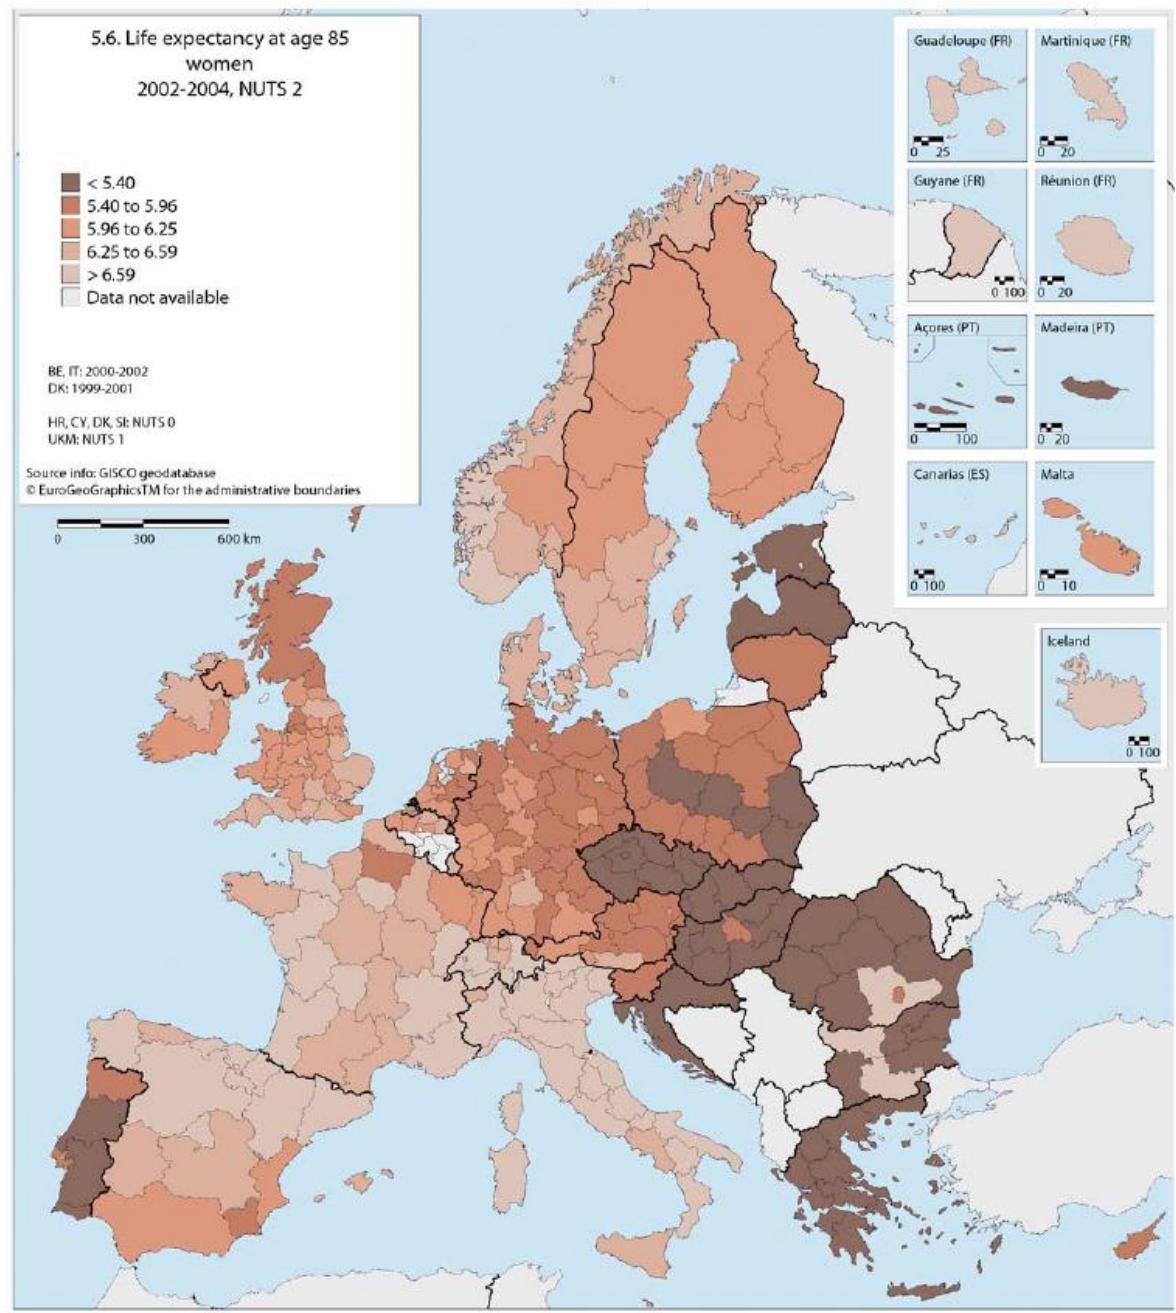 5.6. Life expectancy at age 85
women
2002-2004, NUTS 2
< 5.40
5.40 to 5.96
5.96 to 6.25
6.25 to 6.59
> 6.59
Data not available
BE, IT: 2000-2002
DK: 1999-2001
HR, CY, DK, SI: NUTS 0
UKM: NUTS 1
Source info: GISCO geodatabase
© EuroGeoGraphicsTM for the administrative boundaries
0 300 600 km
Guadeloupe (FR)
0 25
Martinique (FR)
0 20
Guyane (FR)
0 100
Réunion (FR)
0 20
Açores (PT)
0 100
Madeira (PT)
0 20
Canarias (ES)
0 100
Malta
0 10
Iceland
0 100